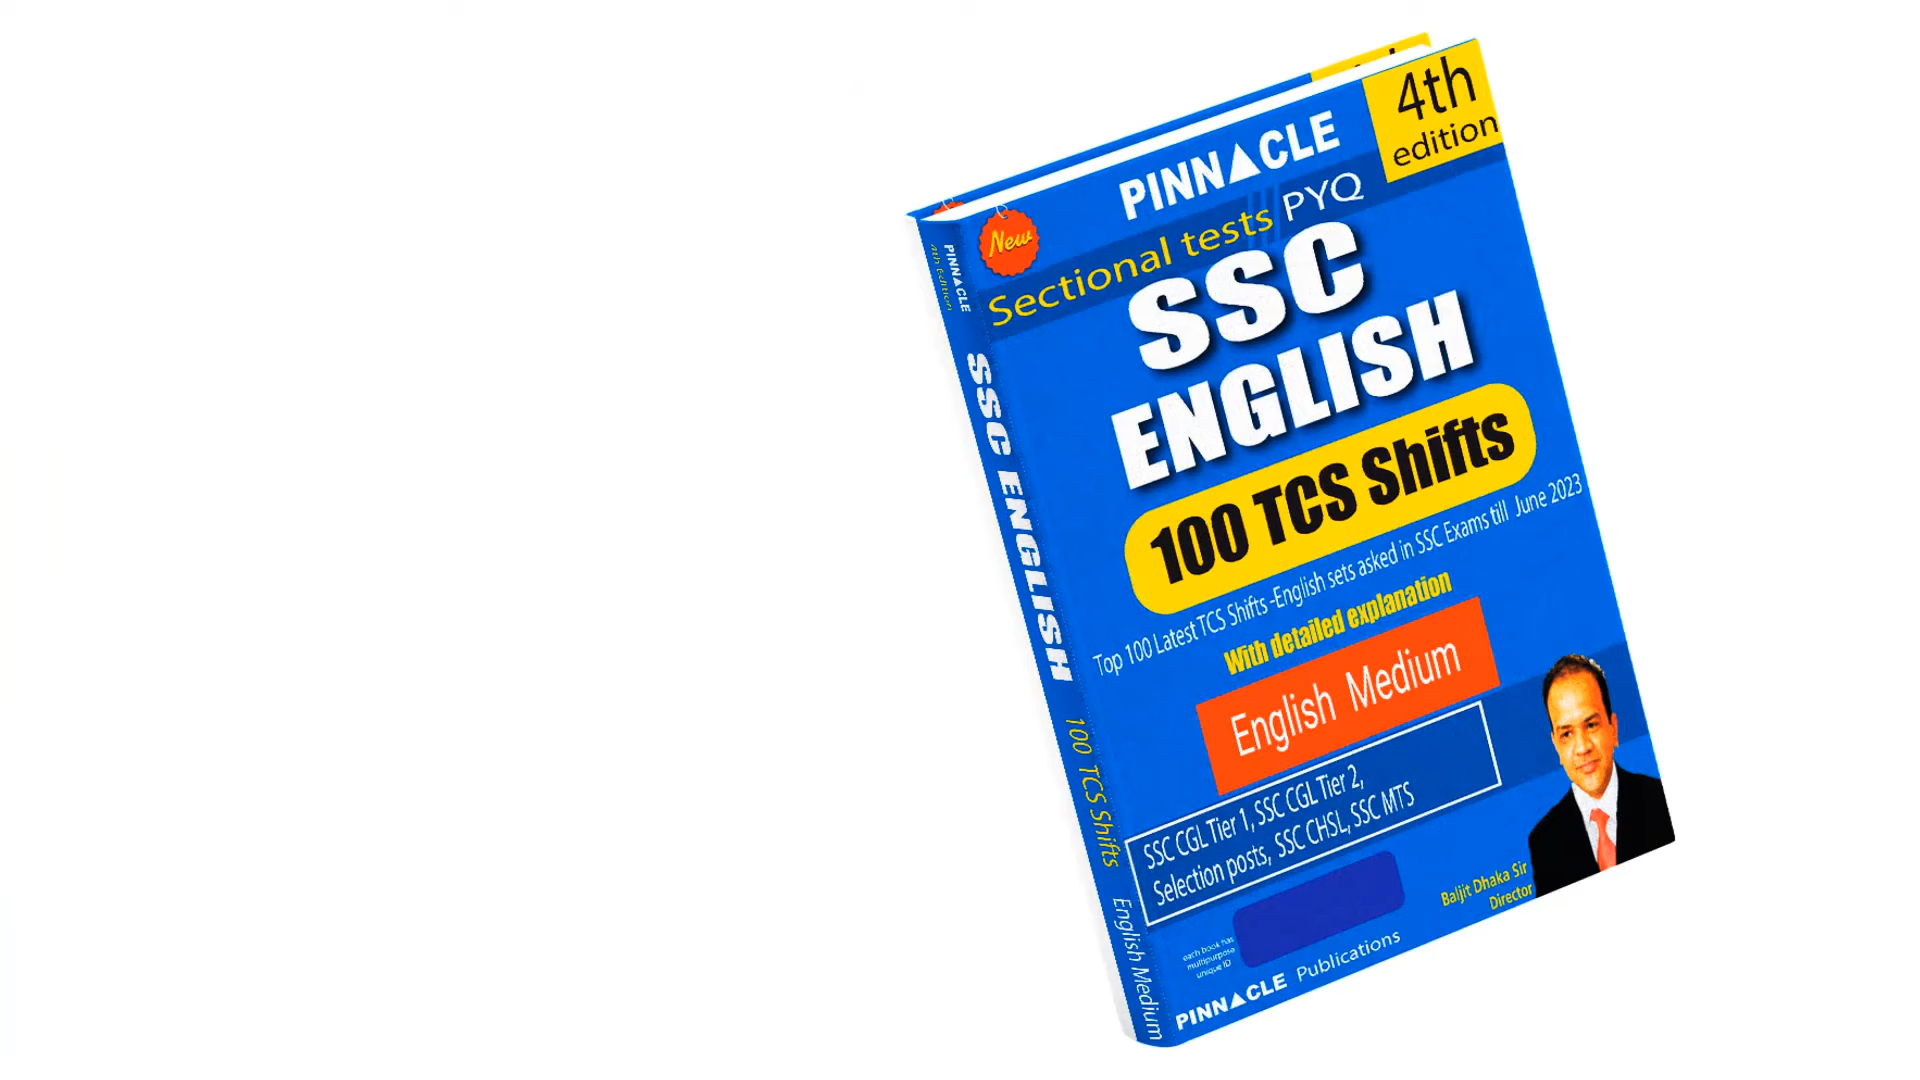 4th
edition
PINNACLE
New
Sectional tests PYQ
SSC
ENGLISH
100 TCS Shifts
Top 100 Latest TCS Shifts -English sets asked in SSC Exams till June 2023
With detailed explanation
English Medium
SSC CGL Tier 1, SSC CGL Tier 2,
Selection posts, SSC CHSL, SSC MTS
Baljit Dhaka Sir
Director
each book has
multipurpose
unique ID
PINNACLE Publications
PINNACLE
4th Edition
SSC ENGLISH
100 TCS Shifts
English Medium